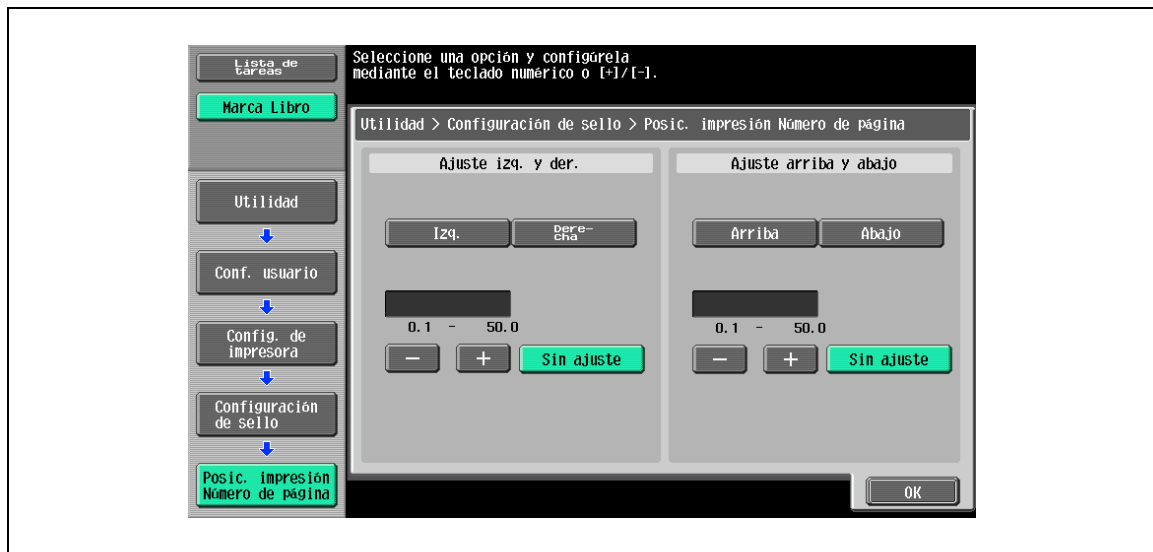 Lista de
tareas
Marca Libro
Seleccione una opción y configúrela
mediante el teclado numérico o [+]/[-].
Utilidad > Configuración de sello > Posic. impresión Número de página
Utilidad
Conf. usuario
Config. de
impresora
Configuración
de sello
Posic. impresión
Número de página
Ajuste izq. y der.
Izq.
Dere-
cha
0.1 - 50.0
- + Sin ajuste
Ajuste arriba y abajo
Arriba Abajo
0.1 - 50.0
- + Sin ajuste
OK